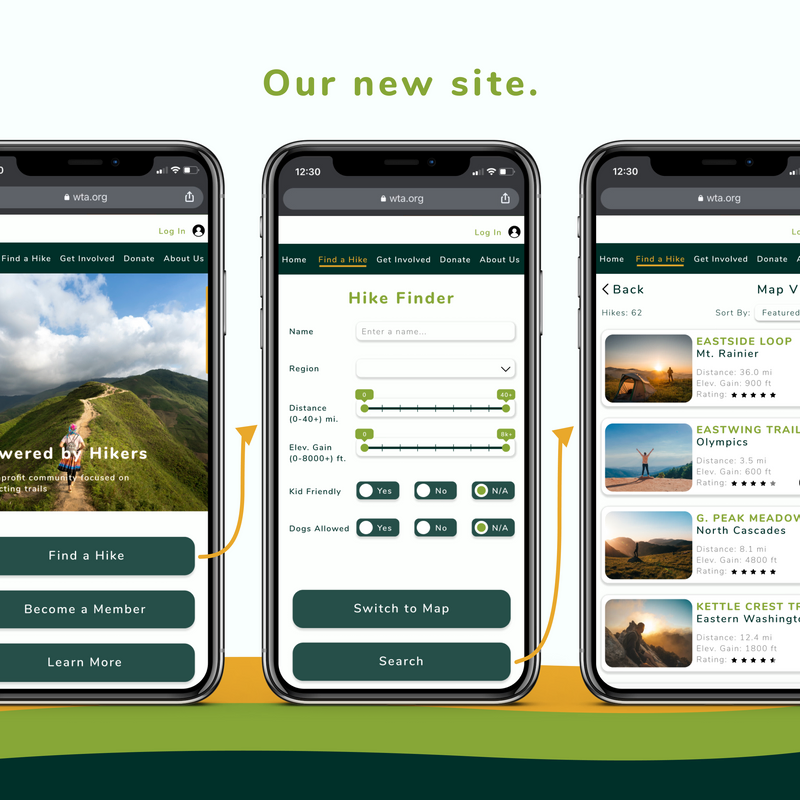 Our new site.
0
wta.org
Log In
Find a Hike Get Involved Donate About Us
wered by Hikers
profit community focused on
cting trails
Find a Hike
Become a Member
Learn More
12:30
wta.org
Log In
Home Find a Hike Get Involved Donate About Us
Hike Finder
Name Enter a name...
Region
0 40+
Distance
(0-40+) mi.
0 8k+
Elev. Gain
(0-8000+) ft.
Kid Friendly Yes No N/A
Dogs Allowed Yes No N/A
Switch to Map
Search
12:30
wta.org
Lo
Home Find a Hike Get Involved Donate A
Back Map V
Hikes: 62 Sort By: Featured
EASTSIDE LOOP
Mt. Rainier
Distance: 36.0 mi
Elev. Gain: 900 ft
Rating:
EASTWING TRAIL
Olympics
Distance: 3.5 mi
Elev. Gain: 600 ft
Rating:
G. PEAK MEADOW
North Cascades
Distance: 8.1 mi
Elev. Gain: 4800 ft
Rating:
KETTLE CREST TR
Eastern Washingto
Distance: 12.4 mi
Elev. Gain: 1800 ft
Rating: